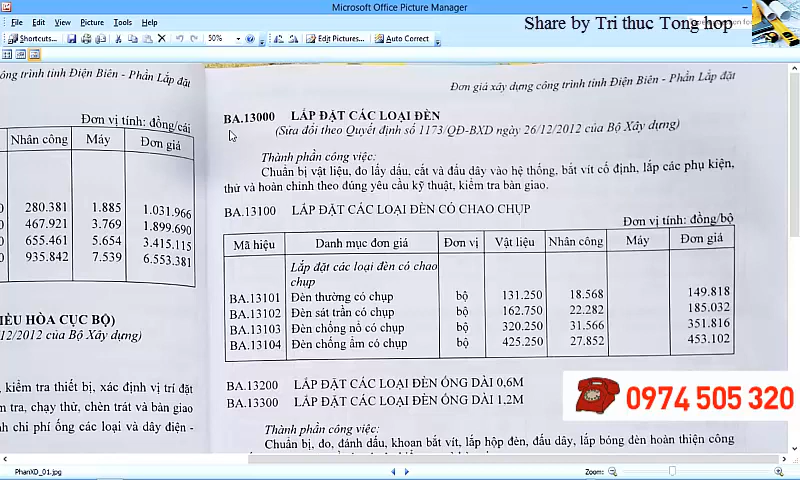 Microsoft Office Picture Manager
Share by Tri thuc Tong hop
File Edit View Picture Tools Help
Shortcuts... 50% Edit Pictures... Auto Correct
công trình tỉnh Điện Biên - Phần Lắp đặt
Đơn vị tính: đồng/cái
Nhân công Máy Đơn giá
280.381 1.885 1.031.966
467.921 3.769 1.899.690
655.461 5.654 3.415.115
935.842 7.539 6.553.381
ĐIỀU HÒA CỤC BỘ)
12/2012 của Bộ Xây dựng)
, kiểm tra thiết bị, xác định vị trí đặt
m tra, chạy thử, chèn trát và bàn giao
nh chi phí ống các loại và dây điện -
Đơn giá xây dựng công trình tỉnh Điện Biên - Phần Lắp đặt
BA.13000 LẮP ĐẶT CÁC LOẠI ĐÈN
(Sửa đổi theo Quyết định số 1173/QĐ-BXD ngày 26/12/2012 của Bộ Xây dựng)
Thành phần công việc:
Chuẩn bị vật liệu, đo lấy dấu, cắt và đấu dây vào hệ thống, bắt vít cố định, lắp các phụ kiện,
thử và hoàn chỉnh theo đúng yêu cầu kỹ thuật, kiểm tra bàn giao.
BA.13100 LẮP ĐẶT CÁC LOẠI ĐÈN CÓ CHAO CHỤP
Đơn vị tính: đồng/bộ
Mã hiệu Danh mục đơn giá Đơn vị Vật liệu Nhân công Máy Đơn giá
Lắp đặt các loại đèn có chao
chụp
BA.13101 Đèn thường có chụp bộ 131.250 18.568 149.818
BA.13102 Đèn sát trần có chụp bộ 162.750 22.282 185.032
BA.13103 Đèn chống nổ có chụp bộ 320.250 31.566 351.816
BA.13104 Đèn chống ẩm có chụp bộ 425.250 27.852 453.102
BA.13200 LẮP ĐẶT CÁC LOẠI ĐÈN ỐNG DÀI 0,6M
BA.13300 LẮP ĐẶT CÁC LOẠI ĐÈN ỐNG DÀI 1,2M
0974 505 320
Thành phần công việc:
Chuẩn bị, đo, đánh dấu, khoan bắt vít, lắp hộp đèn, đấu dây, lắp bóng đèn hoàn thiện công
PhanXD_01.jpg
Zoom: